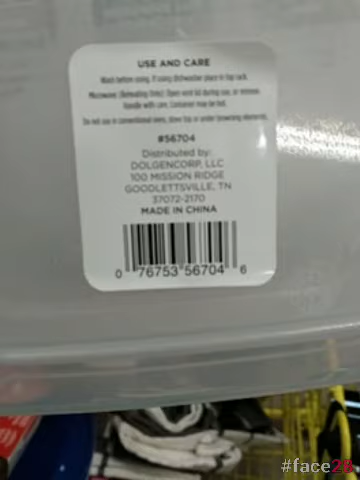 USE AND CARE
Wash before using. If using dishwasher place in top rack.
Microwave (Reheating Only): Open vent lid during use, or remove.
Handle with care. Container may be hot.
Do not use in conventional ovens, stove top or under browning elements.
#56704
Distributed by:
DOLGENCORP, LLC
100 MISSION RIDGE
GOODLETTSVILLE, TN
37072-2170
MADE IN CHINA
0 76753 56704 6
#face28